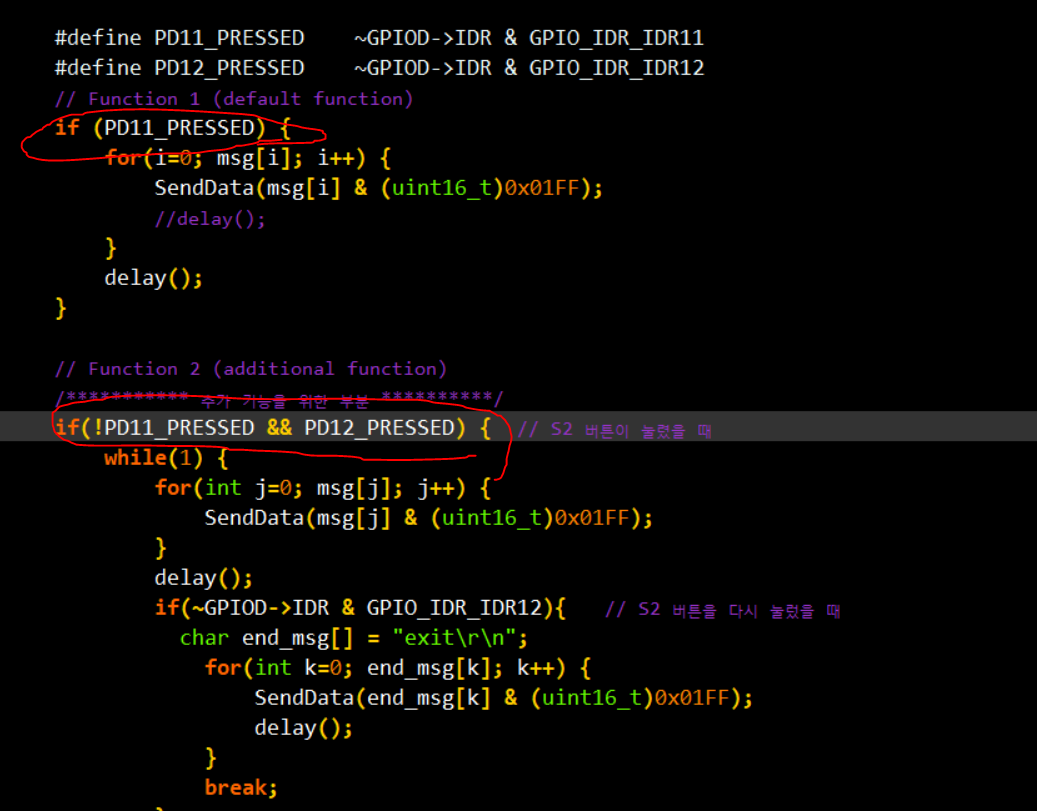 #define PD11_PRESSED    ~GPIOD->IDR & GPIO_IDR_IDR11
#define PD12_PRESSED    ~GPIOD->IDR & GPIO_IDR_IDR12
// Function 1 (default function)
if (PD11_PRESSED) {
    for(i=0; msg[i]; i++) {
        SendData(msg[i] & (uint16_t)0x01FF);
        //delay();
    }
    delay();
}
// Function 2 (additional function)
/*********** 추가 기능을 위한 부분 **********/
if(!PD11_PRESSED && PD12_PRESSED) { // S2 버튼이 눌렸을 때
    while(1) {
        for(int j=0; msg[j]; j++) {
            SendData(msg[j] & (uint16_t)0x01FF);
        }
        delay();
        if(~GPIOD->IDR & GPIO_IDR_IDR12){   // S2 버튼을 다시 눌렀을 때
          char end_msg[] = "exit\r\n";
            for(int k=0; end_msg[k]; k++) {
                SendData(end_msg[k] & (uint16_t)0x01FF);
                delay();
            }
            break;